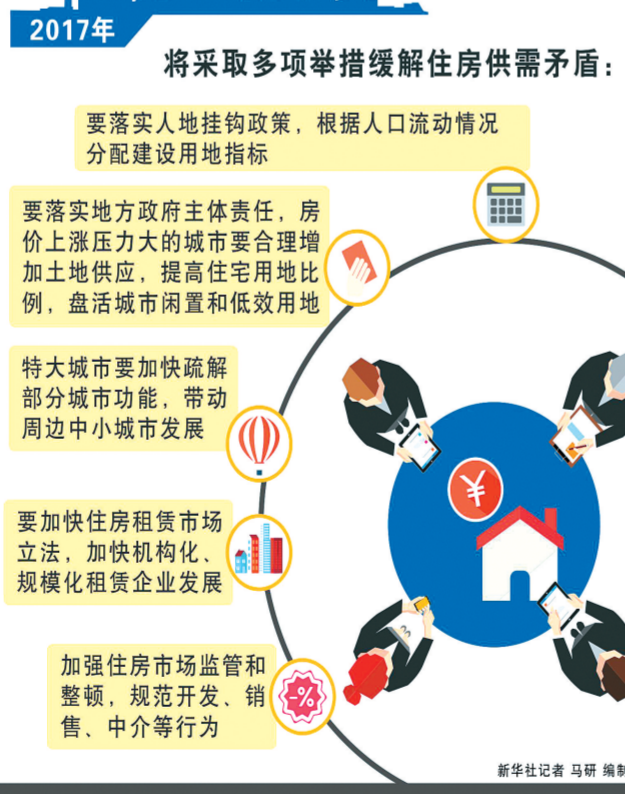 2017年
将采取多项举措缓解住房供需矛盾：
要落实人地挂钩政策，根据人口流动情况
分配建设用地指标
要落实地方政府主体责任，房
价上涨压力大的城市要合理增
加土地供应，提高住宅用地比
例，盘活城市闲置和低效用地
特大城市要加快疏解
部分城市功能，带动
周边中小城市发展
要加快住房租赁市场
立法，加快机构化、
规模化租赁企业发展
加强住房市场监管和
整顿，规范开发、销
售、中介等行为
¥
-%
新华社记者 马研 编制